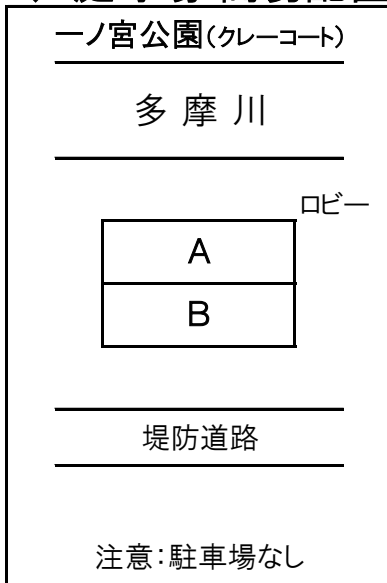 一ノ宮公園(クレーコート)
多 摩 川
ロビー
A
B
堤防道路
注意：駐車場なし